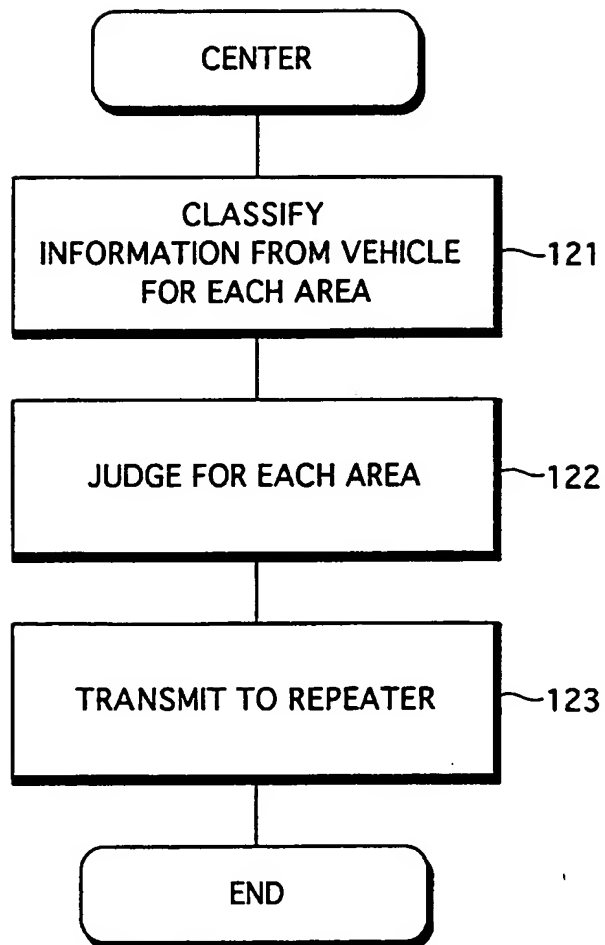 CENTER
CLASSIFY
INFORMATION FROM VEHICLE
FOR EACH AREA
121
JUDGE FOR EACH AREA
122
TRANSMIT TO REPEATER
123
END